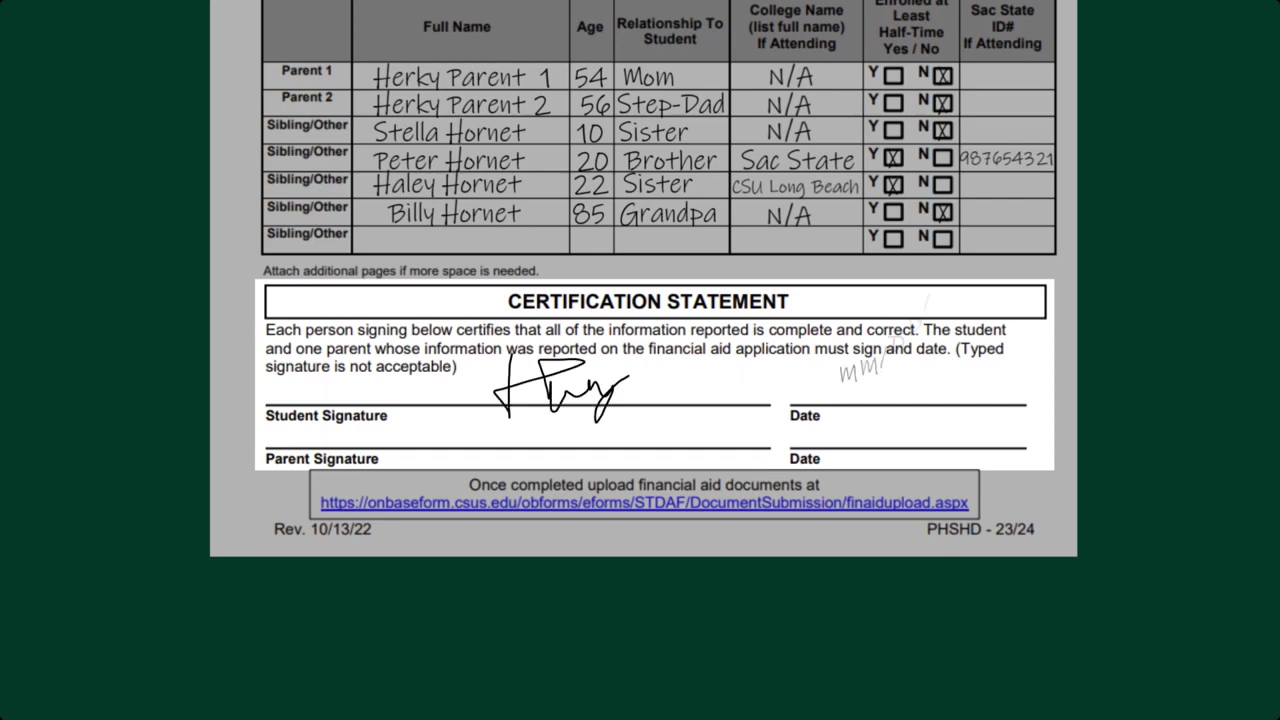 Full Name Age Relationship To Student College Name (list full name) If Attending Enrolled at Least Half-Time Yes / No Sac State ID# If Attending
Parent 1 Herky Parent 1 54 Mom N/A Y N X
Parent 2 Herky Parent 2 56 Step-Dad N/A Y N X
Sibling/Other Stella Hornet 10 Sister N/A Y N X
Sibling/Other Peter Hornet 20 Brother Sac State Y X N 987654321
Sibling/Other Haley Hornet 22 Sister CSU Long Beach Y X N
Sibling/Other Billy Hornet 85 Grandpa N/A Y N X
Sibling/Other Y N
Attach additional pages if more space is needed.
CERTIFICATION STATEMENT
Each person signing below certifies that all of the information reported is complete and correct. The student
and one parent whose information was reported on the financial aid application must sign and date. (Typed
signature is not acceptable)
mm/
Student Signature Date
Parent Signature Date
Once completed upload financial aid documents at
https://onbaseform.csus.edu/obforms/eforms/STDAF/DocumentSubmission/finaidupload.aspx
Rev. 10/13/22 PHSHD - 23/24